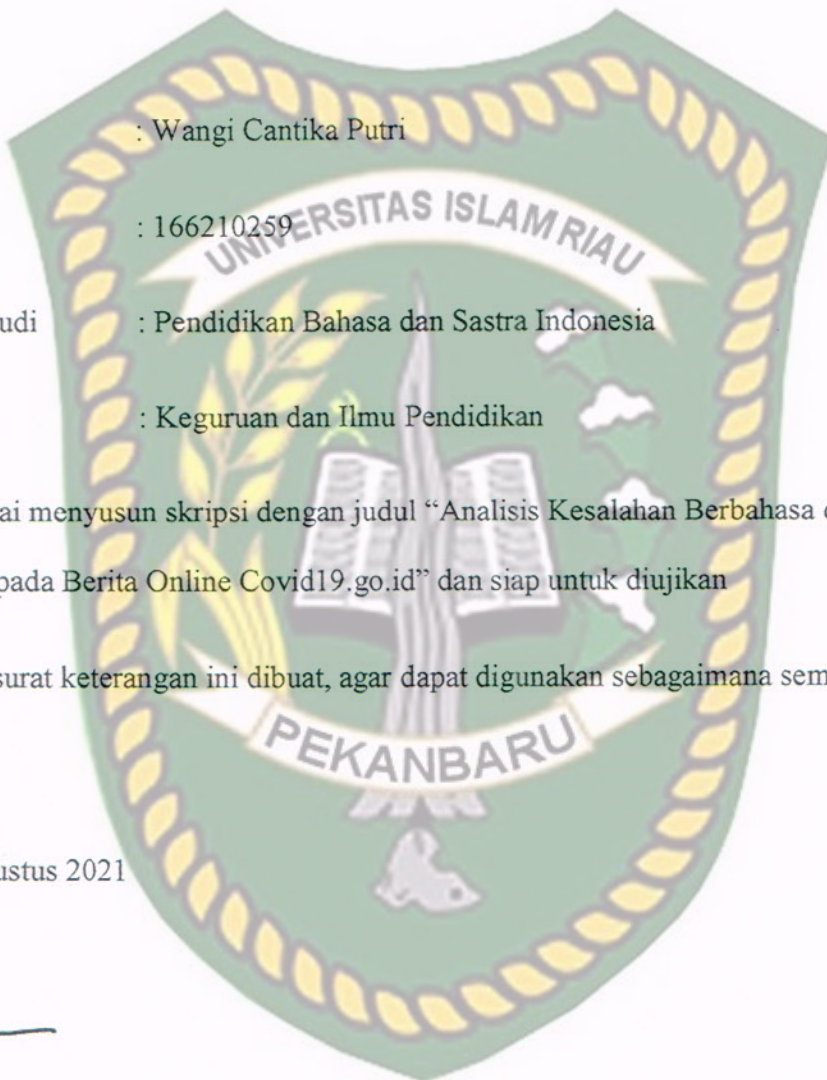 : Wangi Cantika Putri
: 166210259
UNIVERSITAS ISLAM RIAU
udi : Pendidikan Bahasa dan Sastra Indonesia
: Keguruan dan Ilmu Pendidikan
ai menyusun skripsi dengan judul “Analisis Kesalahan Berbahasa
pada Berita Online Covid19.go.id” dan siap untuk diujikan
surat keterangan ini dibuat, agar dapat digunakan sebagaimana sem
PEKANBARU
ustus 2021